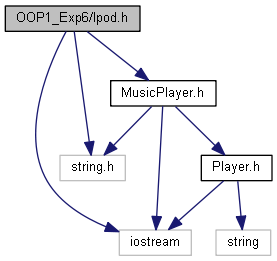 OOP1_Exp6/Ipod.h
MusicPlayer.h
string.h
Player.h
iostream
string